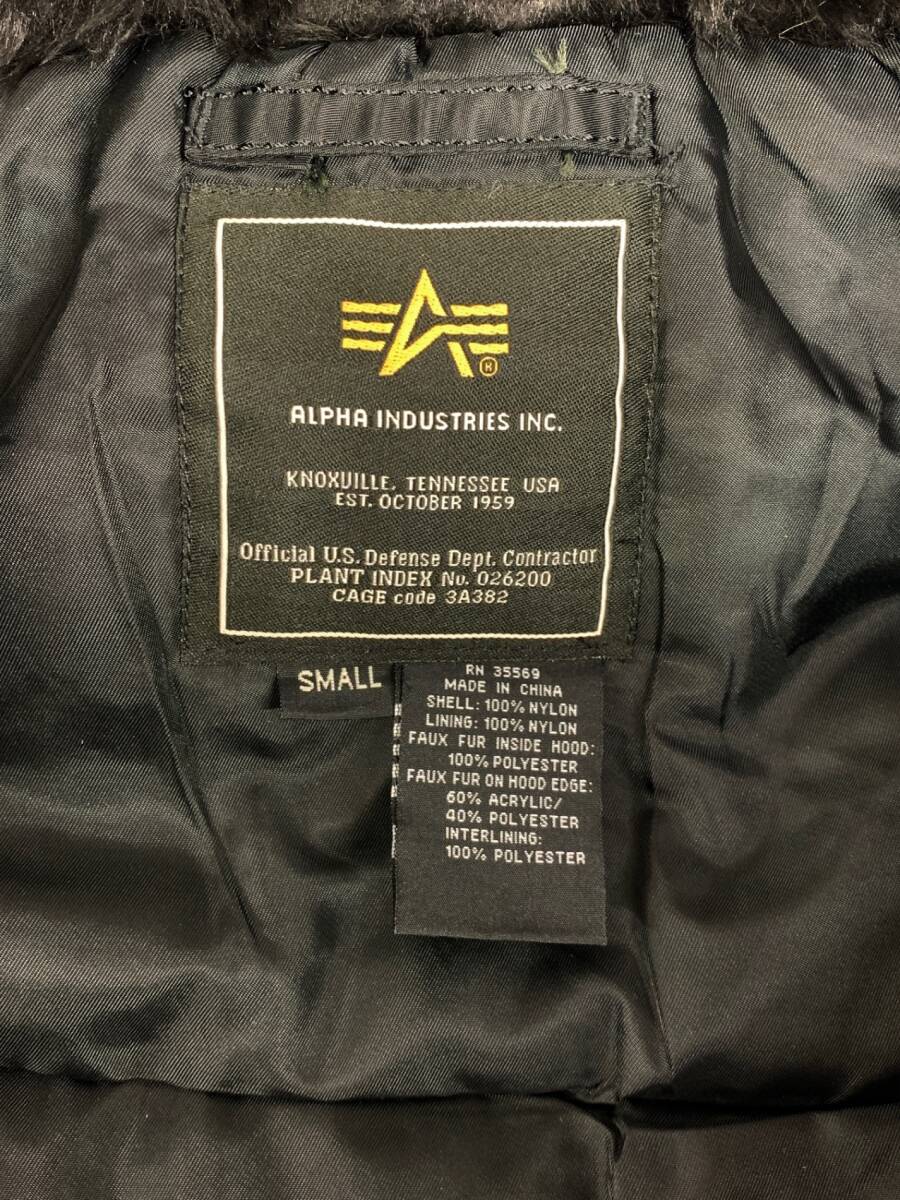 ALPHA INDUSTRIES INC.
KNOXVILLE, TENNESSEE USA
EST. OCTOBER 1959
Official U.S. Defense Dept. Contractor
PLANT INDEX No. 026200
CAGE code 3A382
SMALL
RN 35569
MADE IN CHINA
SHELL: 100% NYLON
LINING: 100% NYLON
FAUX FUR INSIDE HOOD:
100% POLYESTER
FAUX FUR ON HOOD EDGE:
60% ACRYLIC/
40% POLYESTER
INTERLINING:
100% POLYESTER